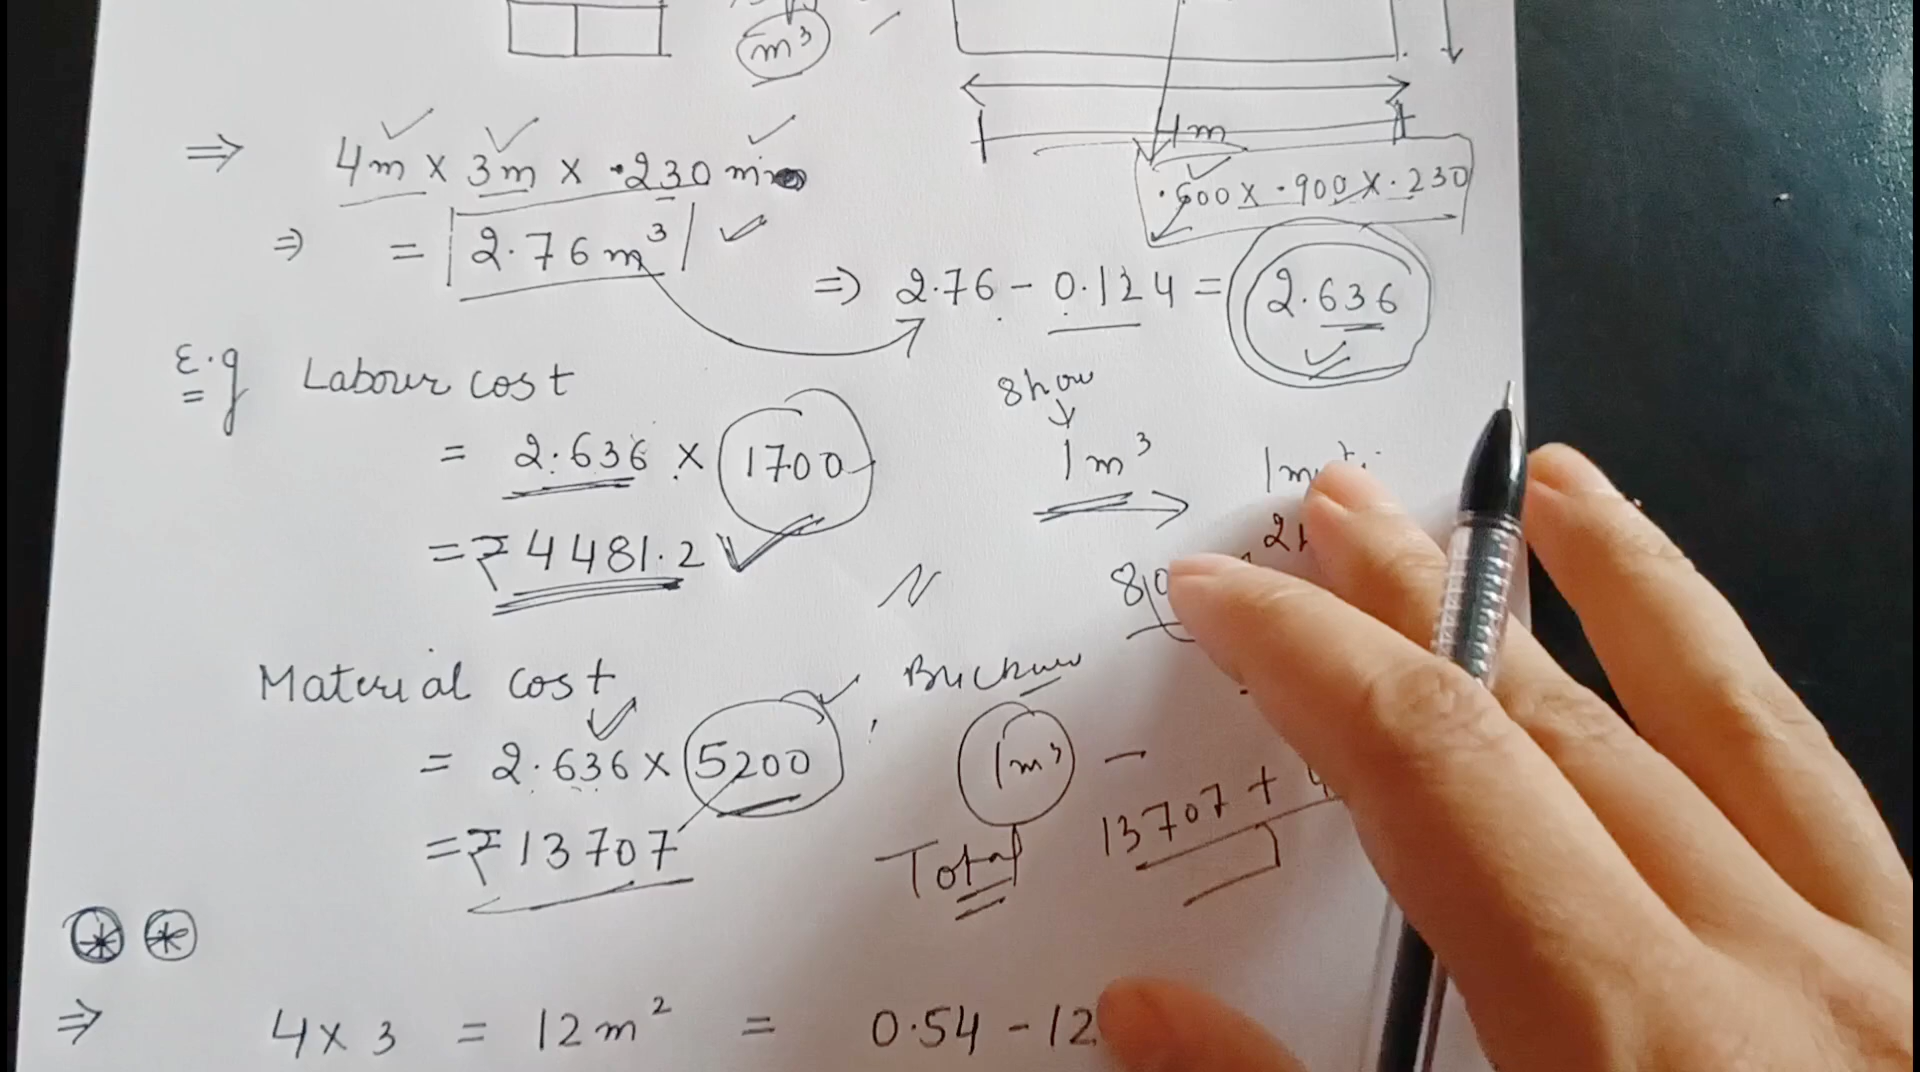 m³
4m
⇒ 4m x 3m x .230 m
.600 x .900 x .230
⇒ = 2.76 m³
⇒ 2.76 - 0.124 = 2.636
E.g Labour cost
8 hou
= 2.636 x 1700
1m³
= ₹ 4481.2
Material cost
= 2.636 x 5200
1m³ -
= ₹ 13707
Total 13707 +
⇒ 4 x 3 = 12 m² = 0.54 - 12